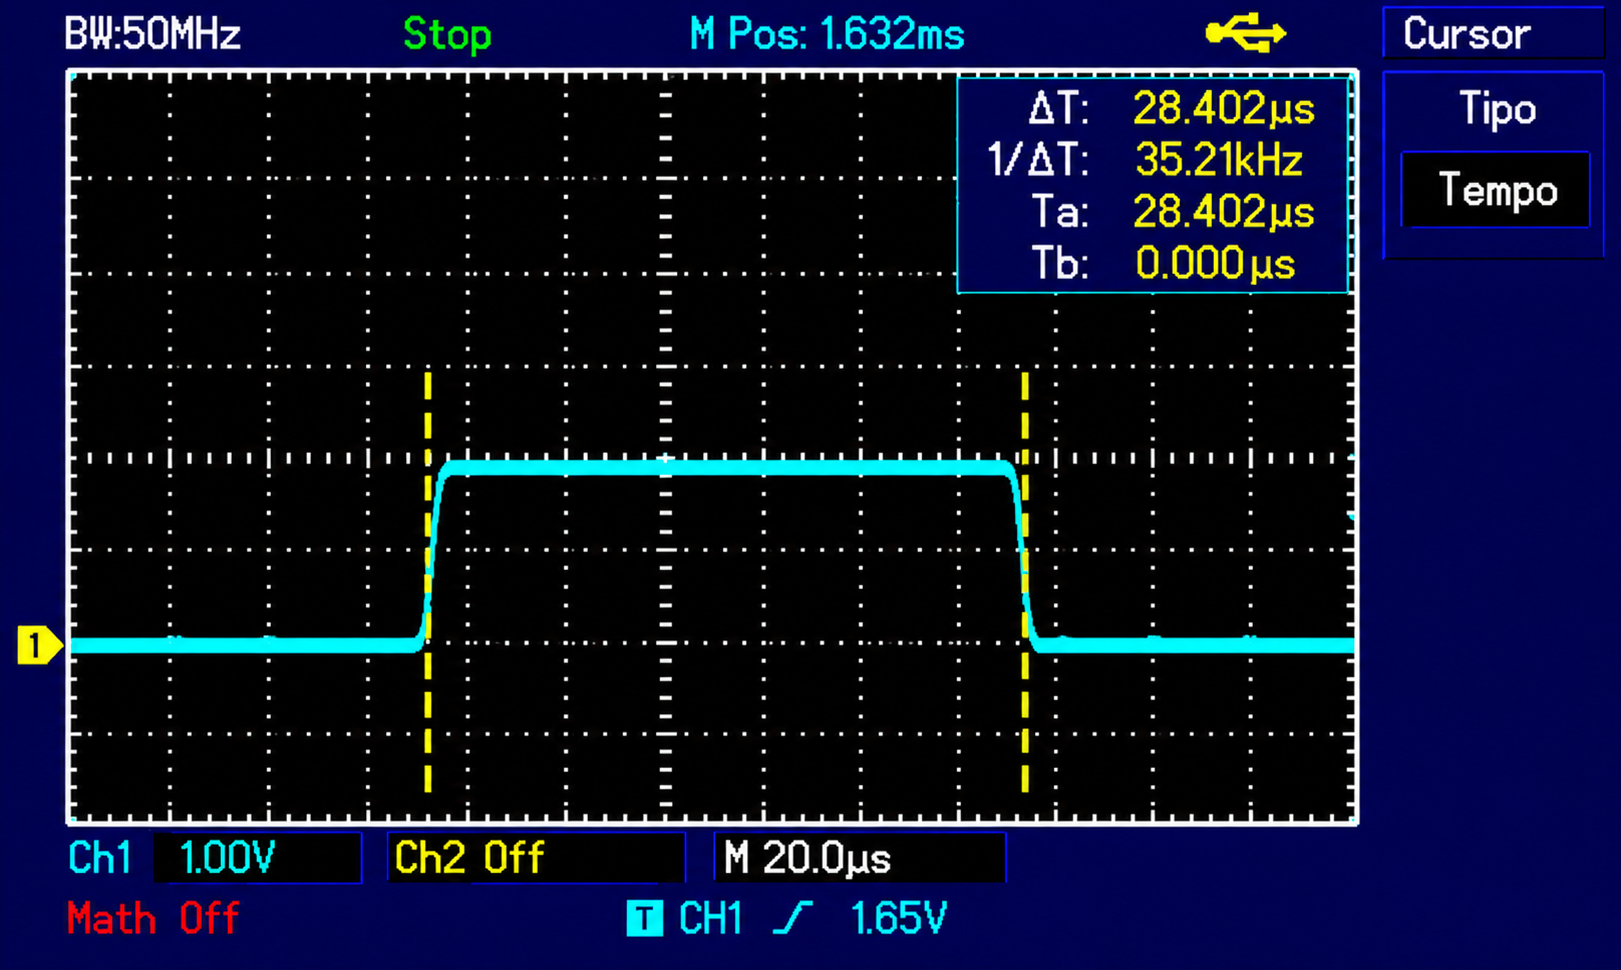 BW:50MHz Stop M Pos: 1.632ms Cursor
ΔT: 28.402µs
1/ΔT: 35.21kHz
Ta: 28.402µs
Tb: 0.000µs
Tipo
Tempo
1
Ch1 1.00V Ch2 Off M 20.0µs
Math Off T CH1 1.65V